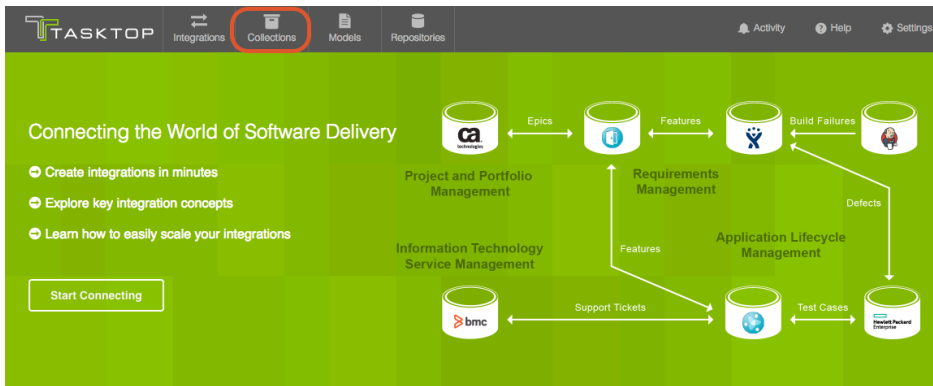 TASKTOP
Integrations
Collections
Models
Repositories
Activity
Help
Settings
Connecting the World of Software Delivery
Create integrations in minutes
Explore key integration concepts
Learn how to easily scale your integrations
Start Connecting
ca
technologies
Epics
Features
Build Failures
Project and Portfolio
Management
Requirements
Management
Defects
Information Technology
Service Management
Features
Application Lifecycle
Management
bmc
Support Tickets
Test Cases
Hewlett Packard
Enterprise